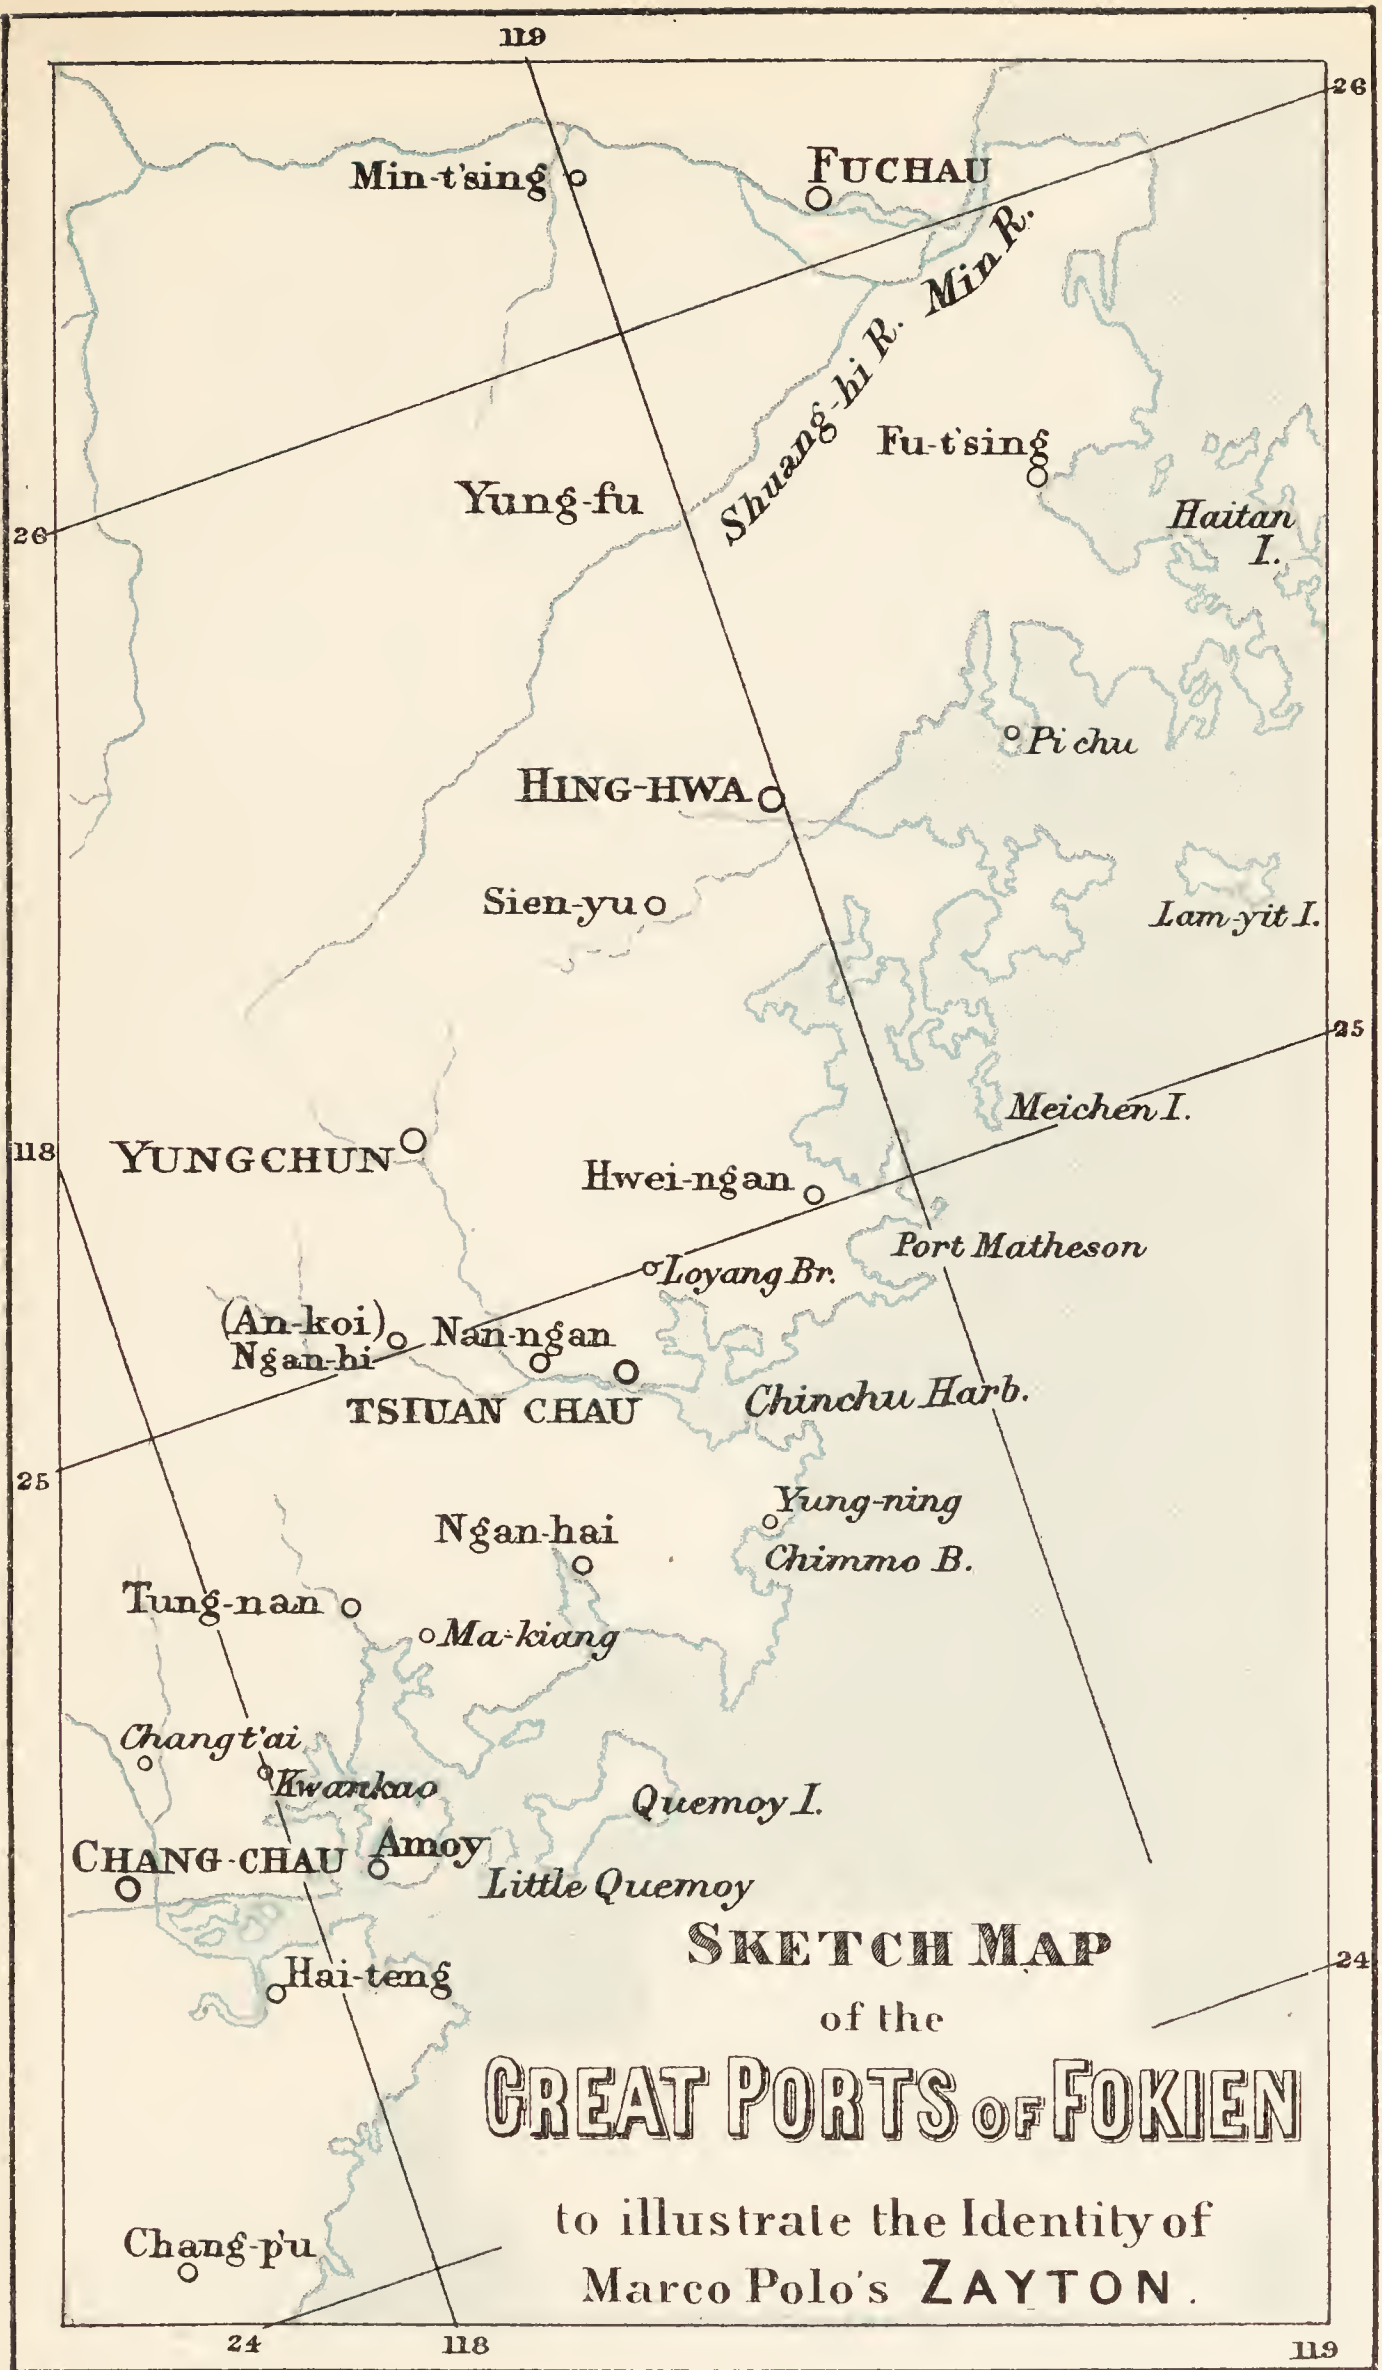 119
26
Min-t'sing
FUCHAU
Min R.
Shuang-hi R.
Fu-t'sing
Yung-fu
Haitan
I.
26
Pi chu
HING-HWA
Sien-yu
Lam-yit I.
25
Meichen I.
118
YUNGCHUN
Hwei-ngan
Port Matheson
Loyang Br.
(An-koi)
Ngan-hi
Nan-ngan
TSIUAN CHAU
Chinchu Harb.
25
Yung-ning
Ngan-hai
Chimmo B.
Tung-nan
Ma-kiang
Changt'ai
Kwankao
Quemoy I.
CHANG-CHAU
Amoy
Little Quemoy
SKETCH MAP
of the
GREAT PORTS OF FOKIEN
to illustrate the Identity of
Marco Polo's ZAYTON.
24
Hai-teng
Chang-p'u
24
118
119